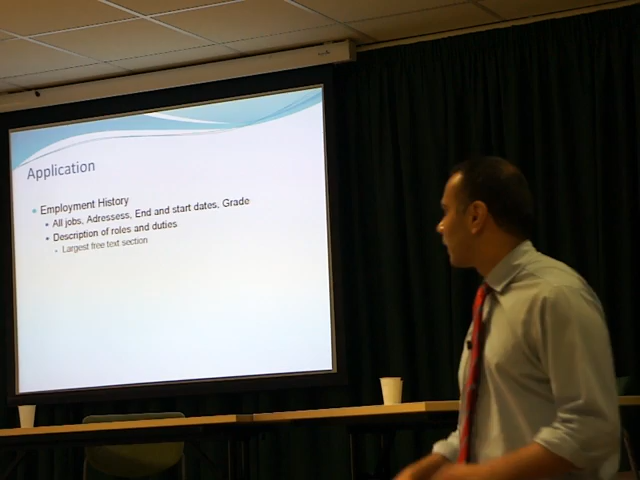 Application
Employment History
All jobs, Adressess, End and start dates, Grade
Description of roles and duties
Largest free text section